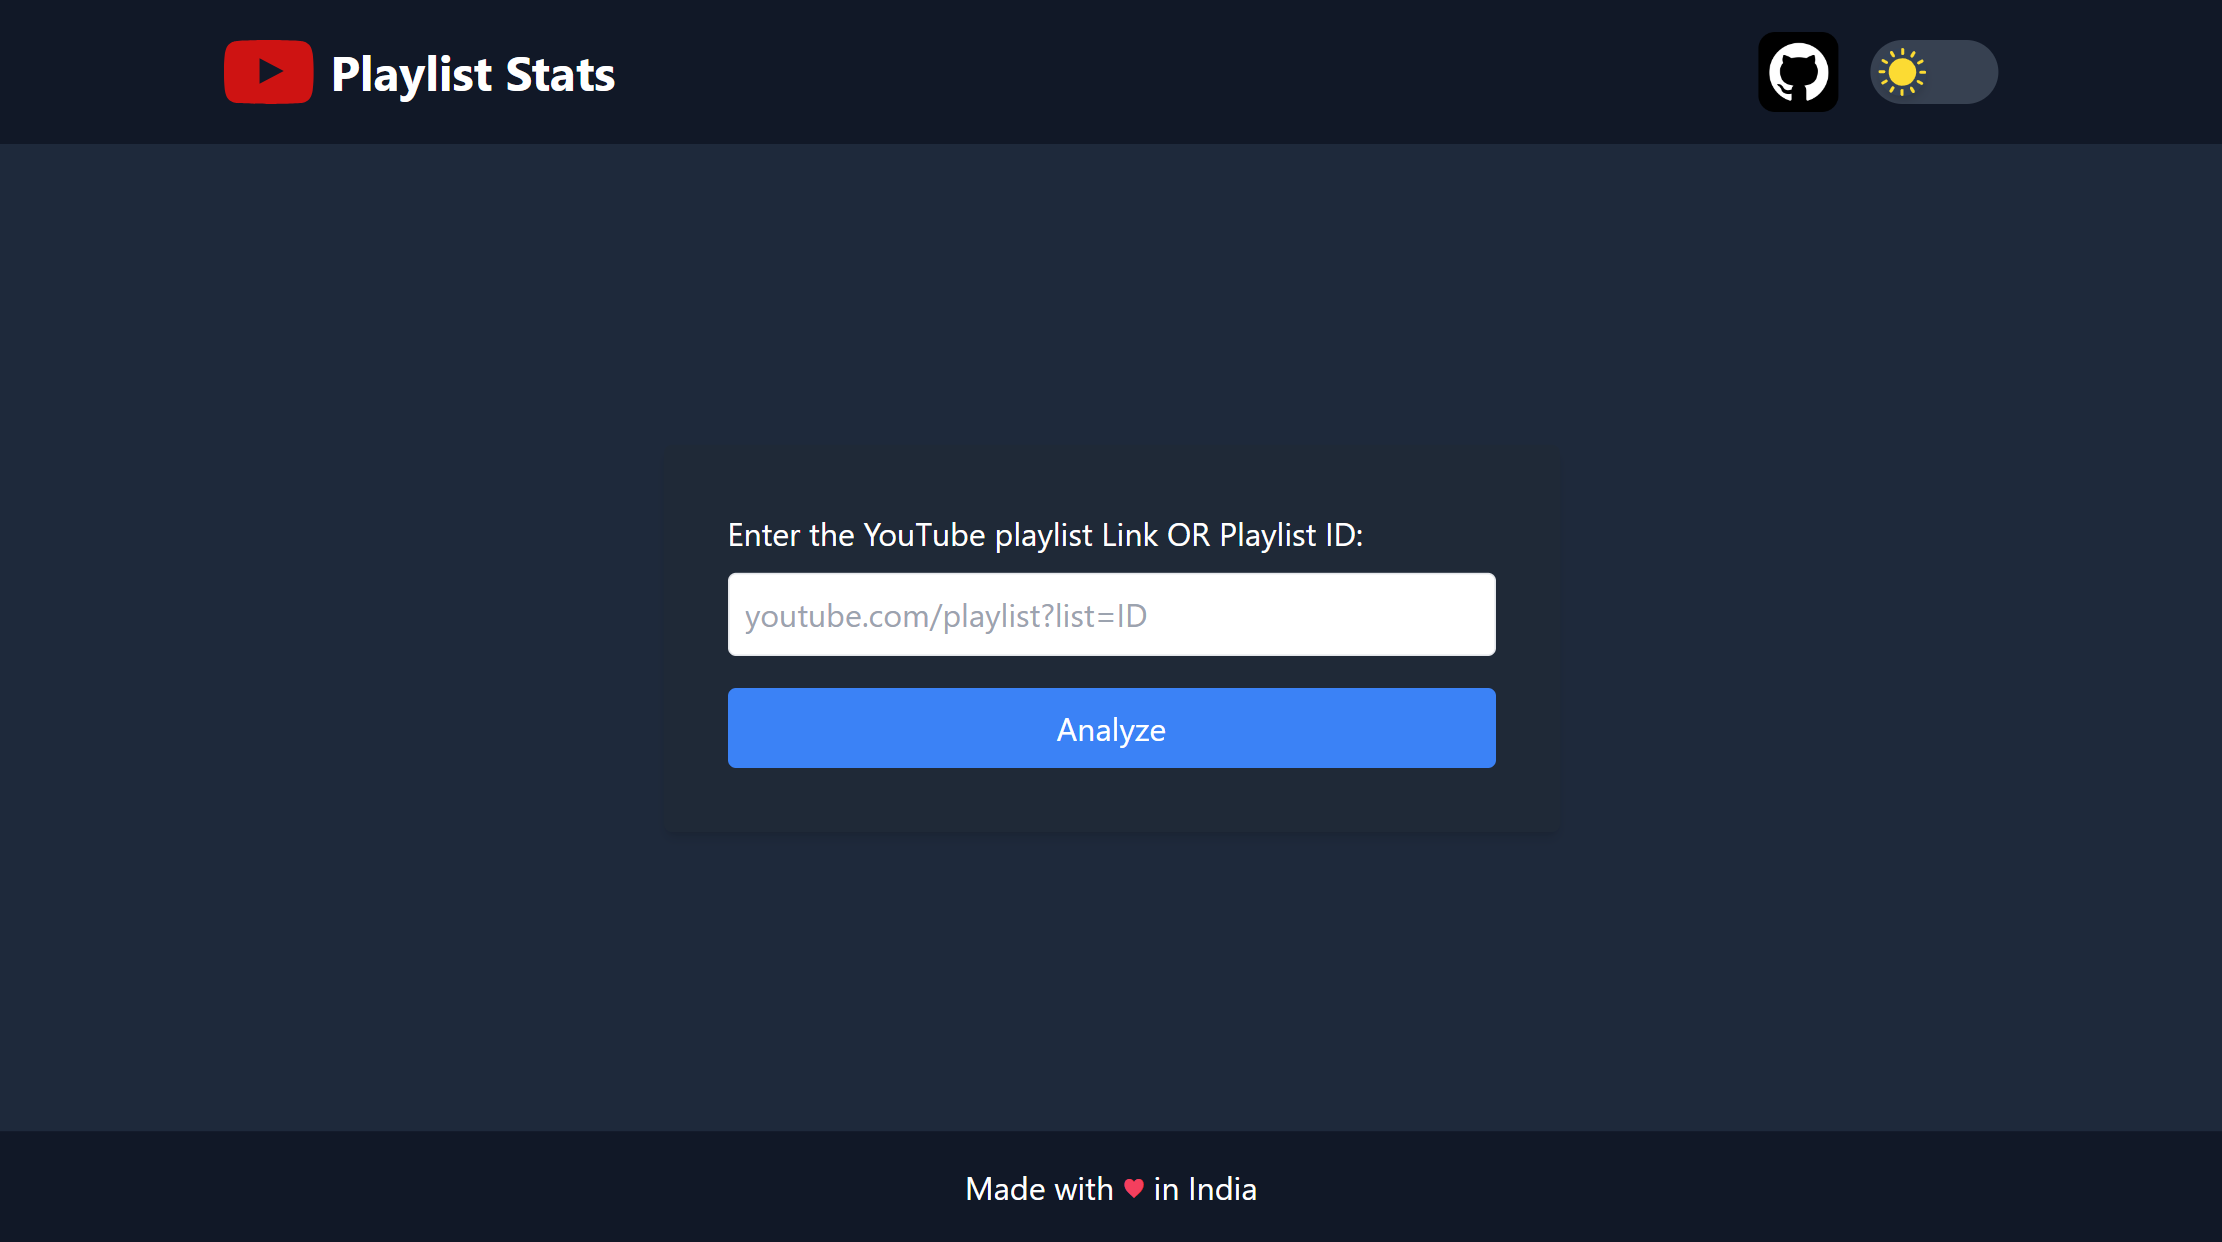 Playlist Stats
Enter the YouTube playlist Link OR Playlist ID:
youtube.com/playlist?list=ID
Analyze
Made with ♥ in India